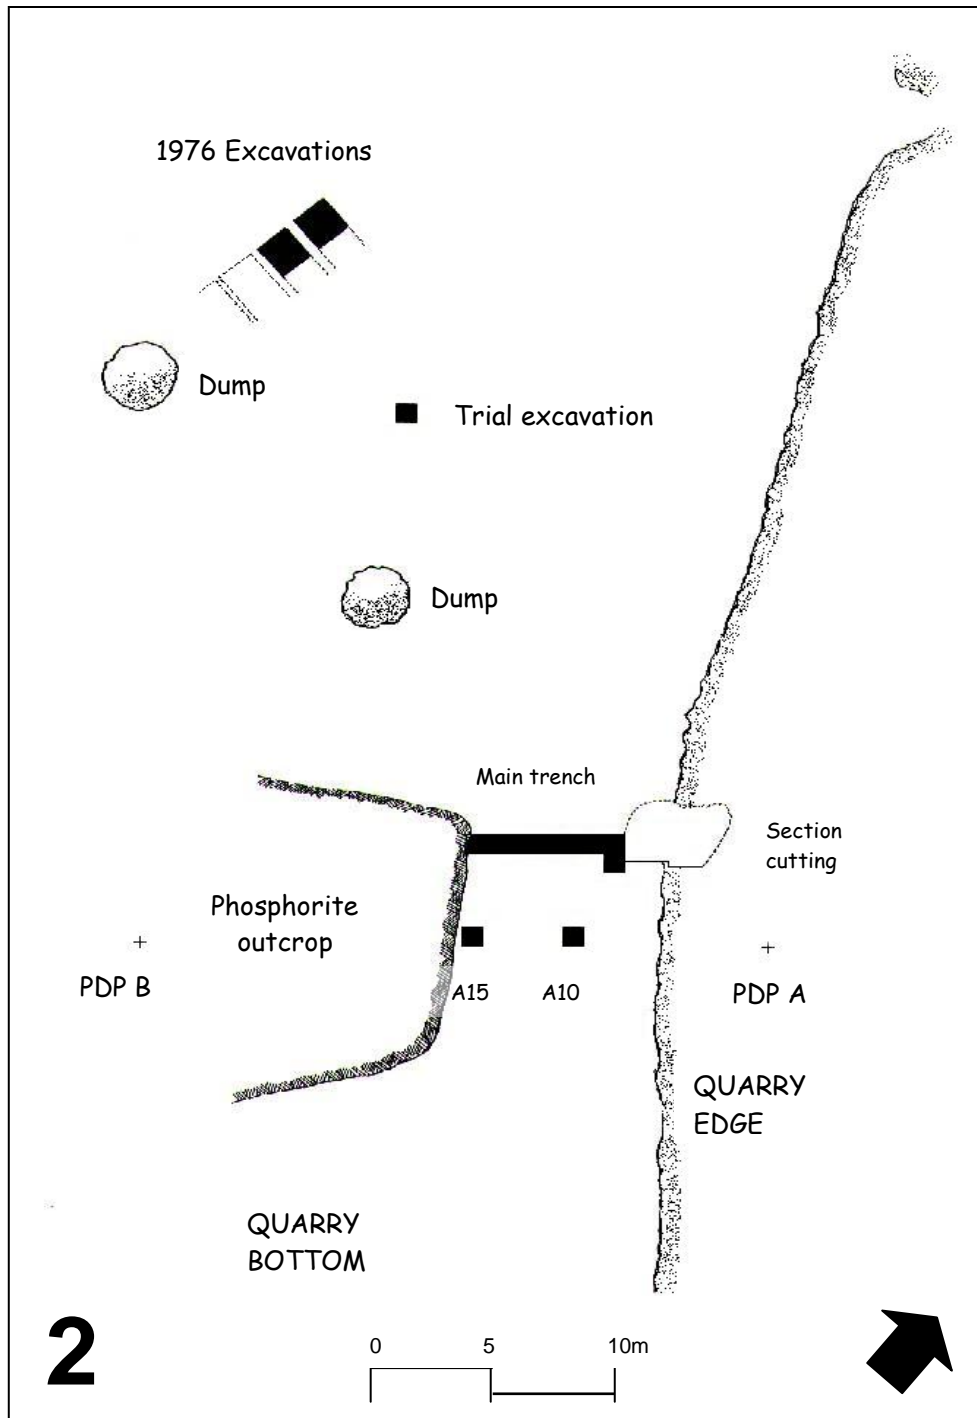 1976 Excavations
Dump
Trial excavation
Dump
Main trench
Section
cutting
Phosphorite
outcrop
PDP B
A15
A10
PDP A
QUARRY
EDGE
QUARRY
BOTTOM
2
0 5 10m